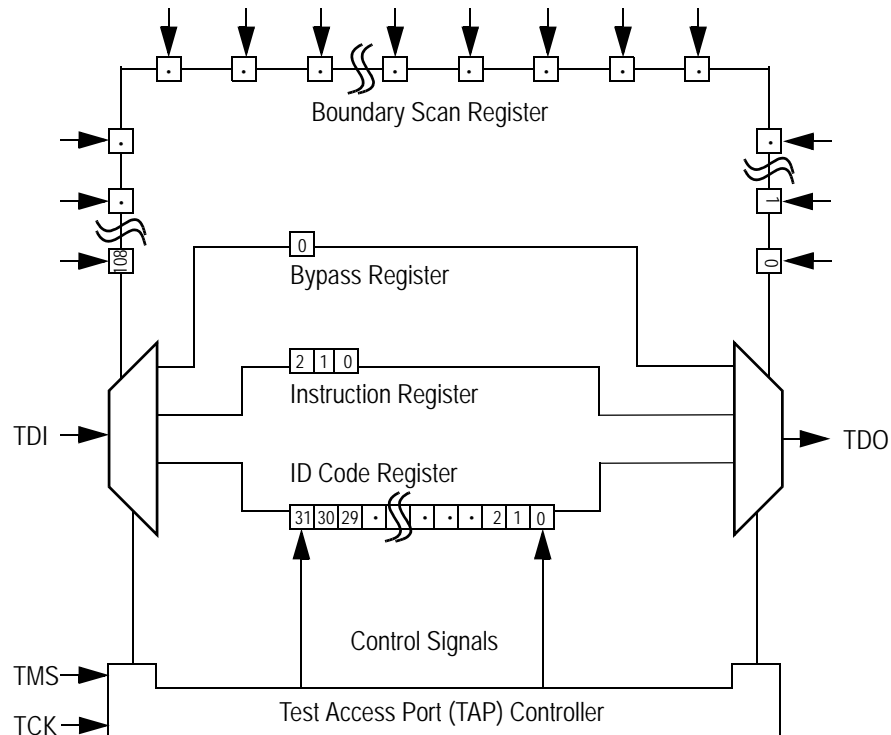 Boundary Scan Register
1
108
0
0
Bypass Register
2 1 0
Instruction Register
TDI
TDO
ID Code Register
31 30 29 · · · · 2 1 0
Control Signals
TMS
Test Access Port (TAP) Controller
TCK